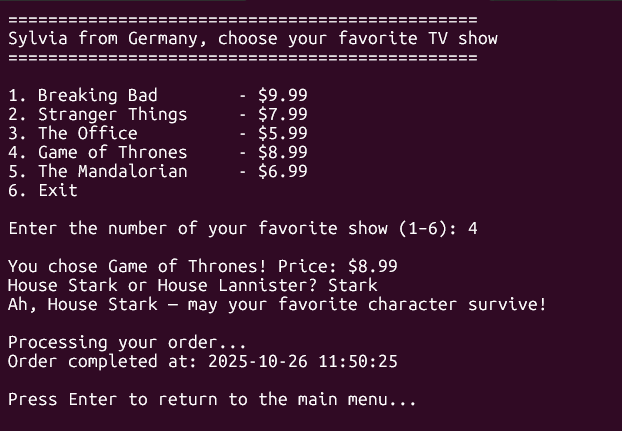 ===============================================
Sylvia from Germany, choose your favorite TV show
===============================================
1. Breaking Bad        - $9.99
2. Stranger Things     - $7.99
3. The Office          - $5.99
4. Game of Thrones     - $8.99
5. The Mandalorian     - $6.99
6. Exit
Enter the number of your favorite show (1-6): 4
You chose Game of Thrones! Price: $8.99
House Stark or House Lannister? Stark
Ah, House Stark — may your favorite character survive!
Processing your order...
Order completed at: 2025-10-26 11:50:25
Press Enter to return to the main menu...